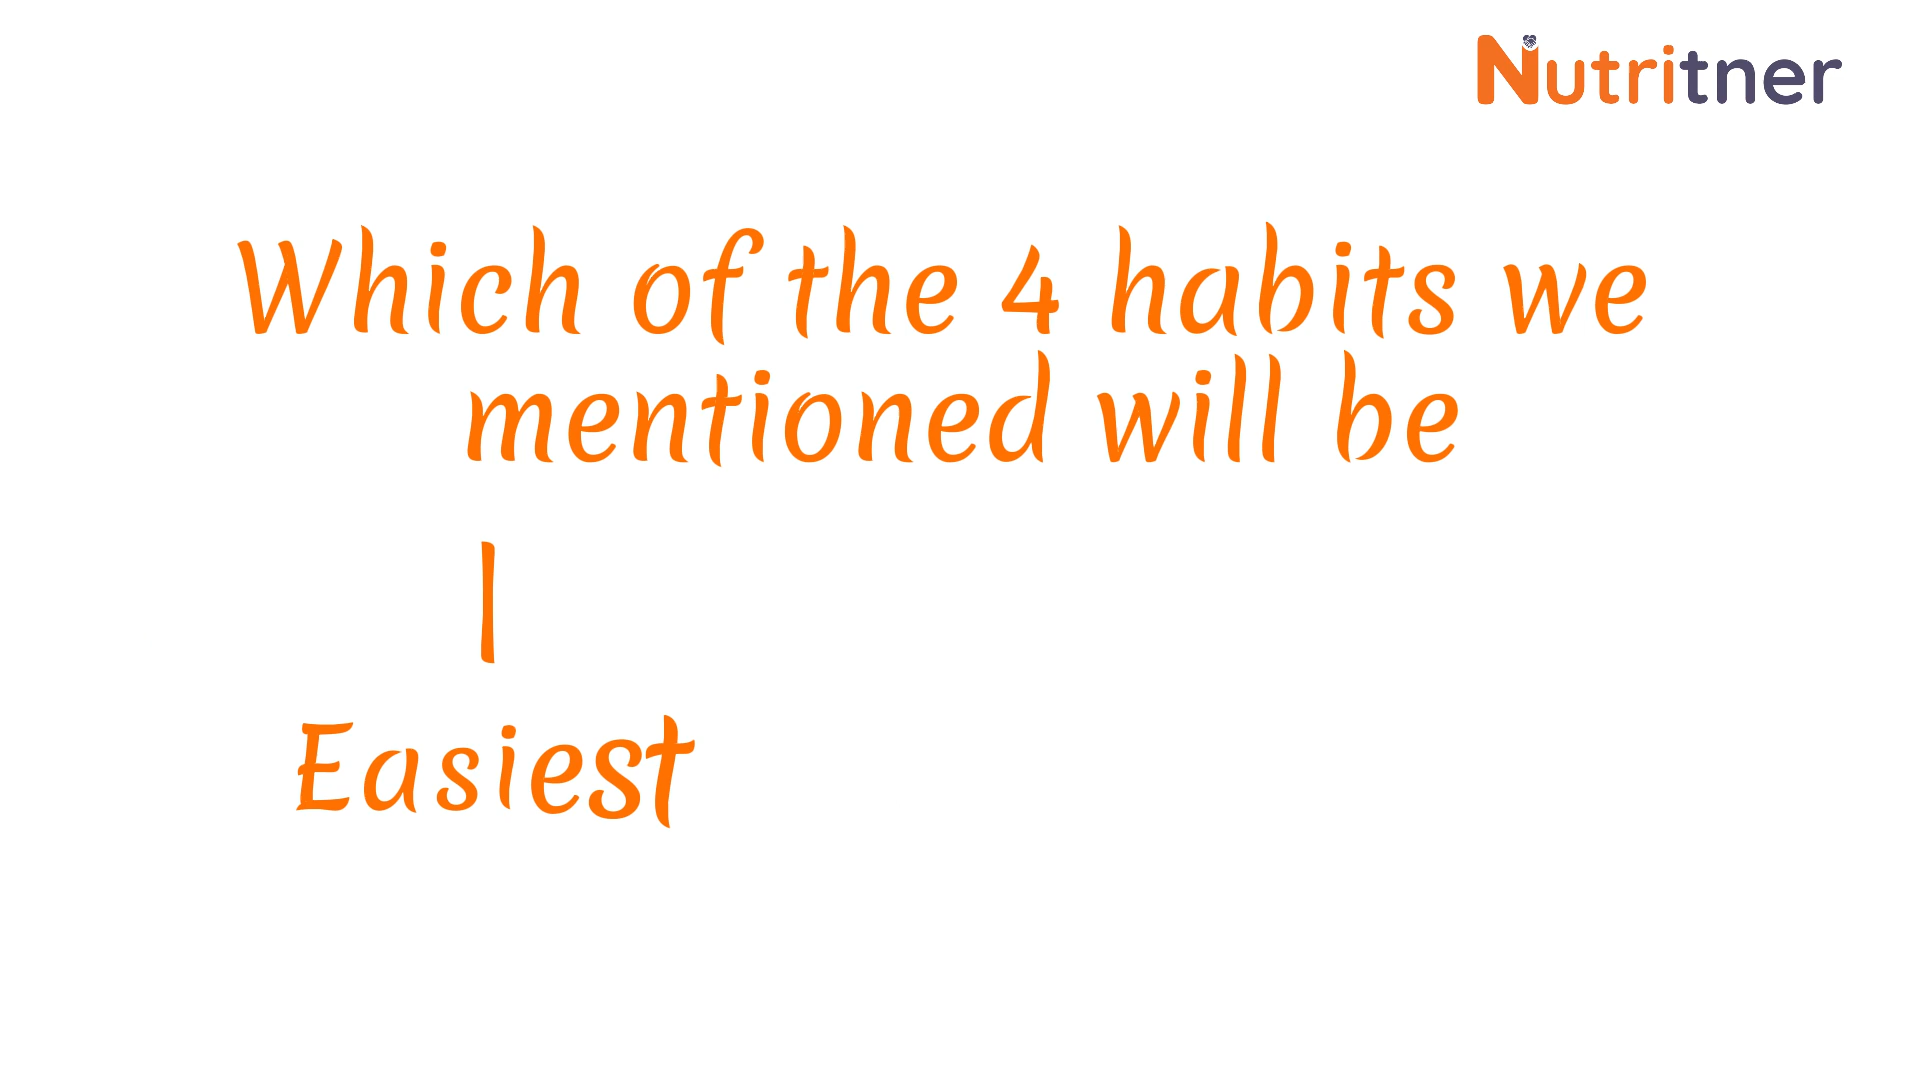 Nutritner
Which of the 4 habits we
mentioned will be
|
Easiest